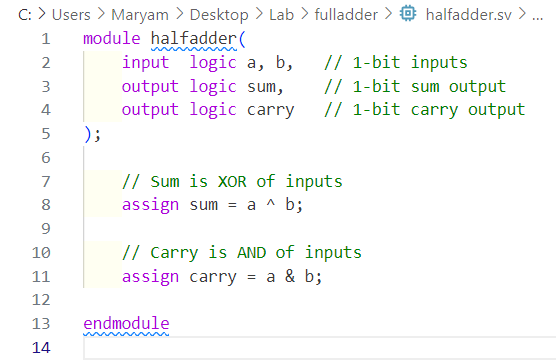 C: > Users > Maryam > Desktop > Lab > fulladder > halfadder.sv > ...
1 module halfadder(
2     input  logic a, b,   // 1-bit inputs
3     output logic sum,    // 1-bit sum output
4     output logic carry   // 1-bit carry output
5 );
6
7     // Sum is XOR of inputs
8     assign sum = a ^ b;
9
10     // Carry is AND of inputs
11     assign carry = a & b;
12
13 endmodule
14